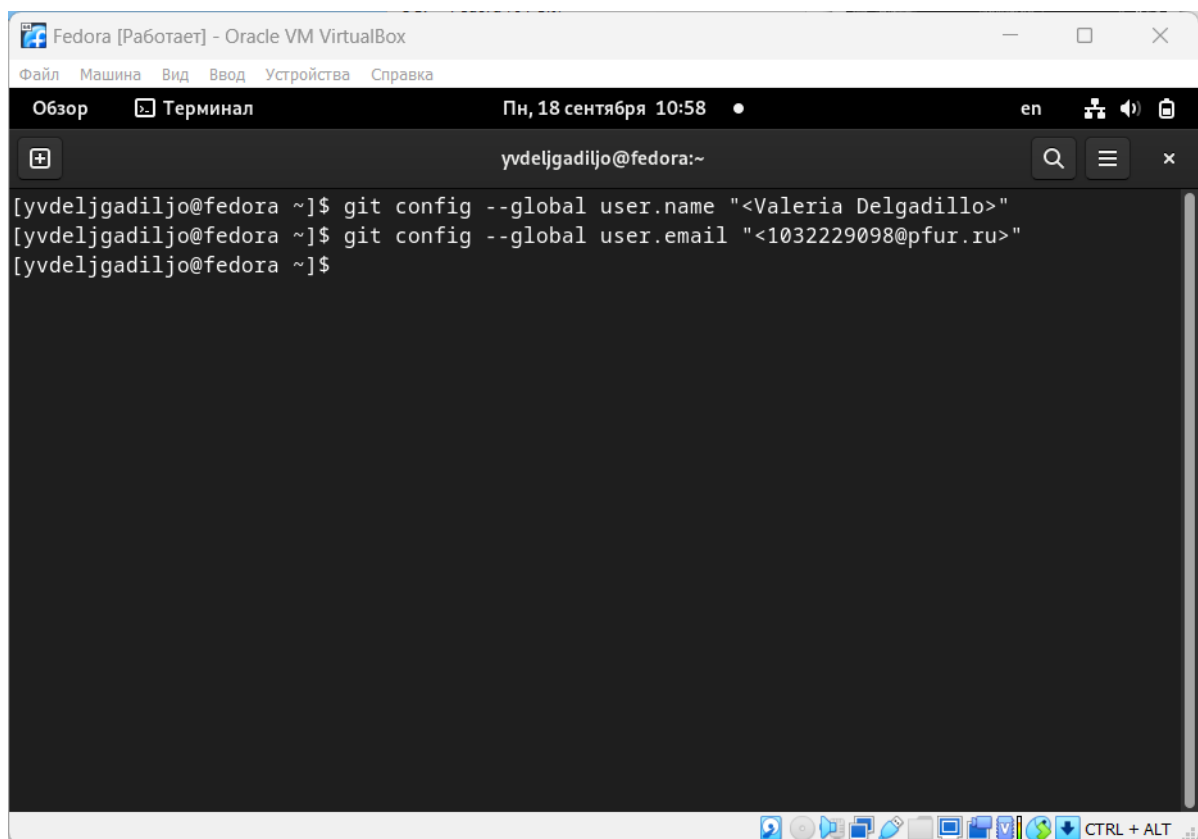 Fedora [Работает] - Oracle VM VirtualBox
Файл Машина Вид Ввод Устройства Справка
Обзор Терминал Пн, 18 сентября 10:58 en
yvdeljgadiljo@fedora:~
[yvdeljgadiljo@fedora ~]$ git config --global user.name "<Valeria Delgadillo>"
[yvdeljgadiljo@fedora ~]$ git config --global user.email "<1032229098@pfur.ru>"
[yvdeljgadiljo@fedora ~]$
CTRL + ALT